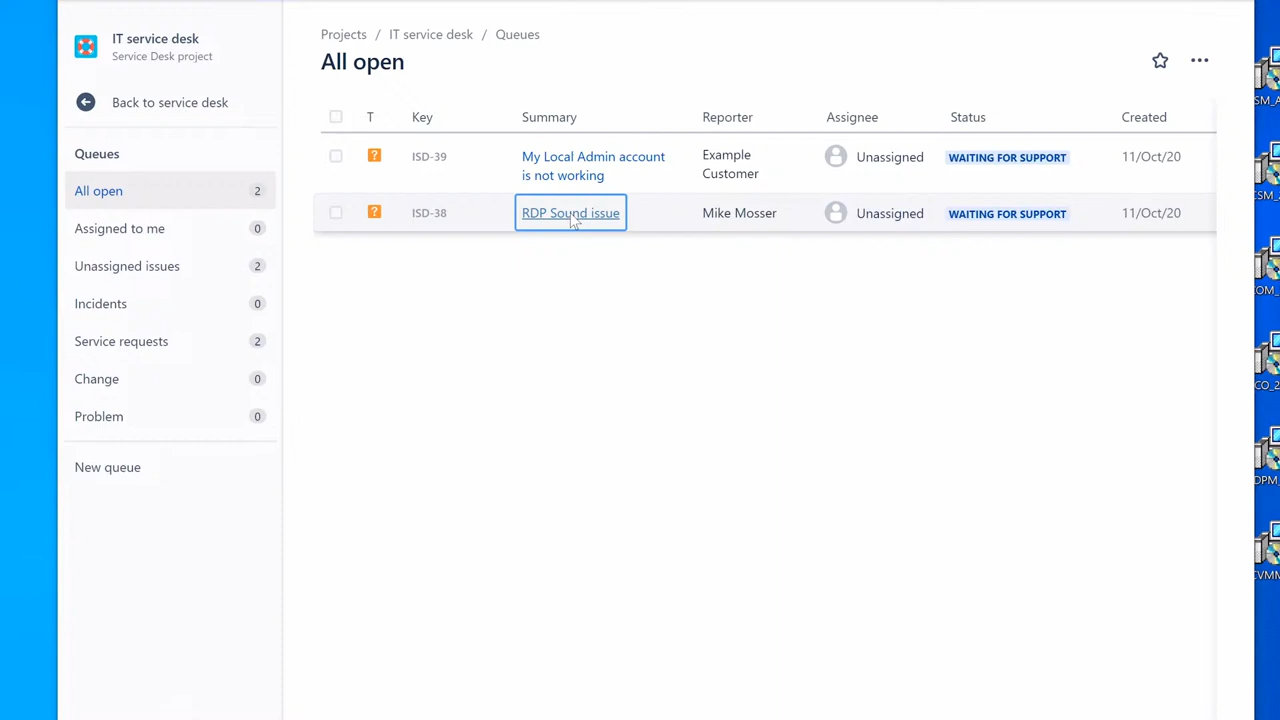 IT service desk
Service Desk project
Back to service desk
Queues
All open 2
Assigned to me 0
Unassigned issues 2
Incidents 0
Service requests 2
Change 0
Problem 0
New queue
Projects / IT service desk / Queues
All open
T Key Summary Reporter Assignee Status Created
? ISD-39 My Local Admin account is not working Example Customer Unassigned WAITING FOR SUPPORT 11/Oct/20
? ISD-38 RDP Sound issue Mike Mosser Unassigned WAITING FOR SUPPORT 11/Oct/20